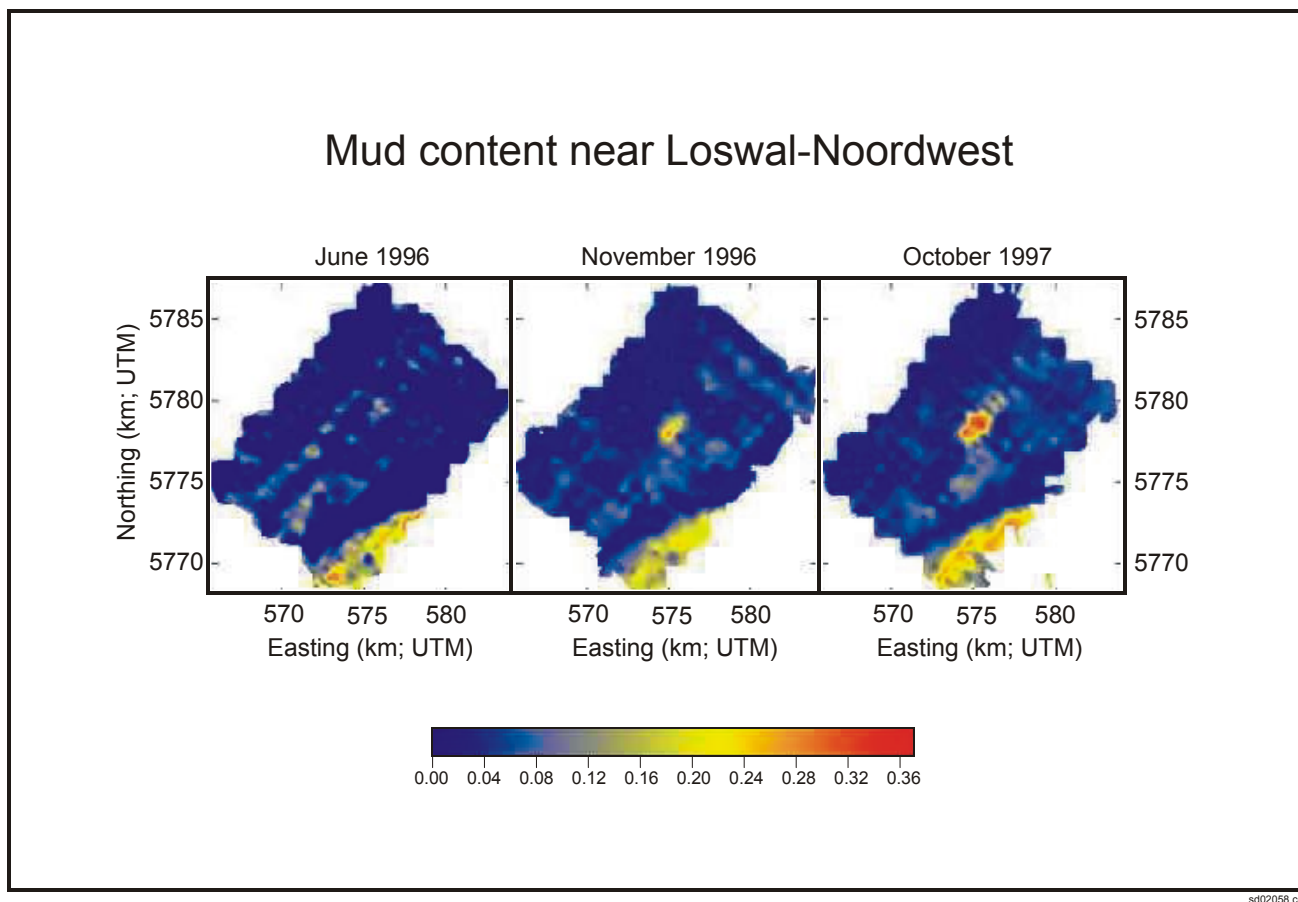 Mud content near Loswal-Noordwest
June 1996 November 1996 October 1997
Northing (km; UTM)
5785 5785
5780 5780
5775 5775
5770 5770
570 575 580 570 575 580 570 575 580
Easting (km; UTM) Easting (km; UTM) Easting (km; UTM)
0.00 0.04 0.08 0.12 0.16 0.20 0.24 0.28 0.32 0.36
sd02058.c